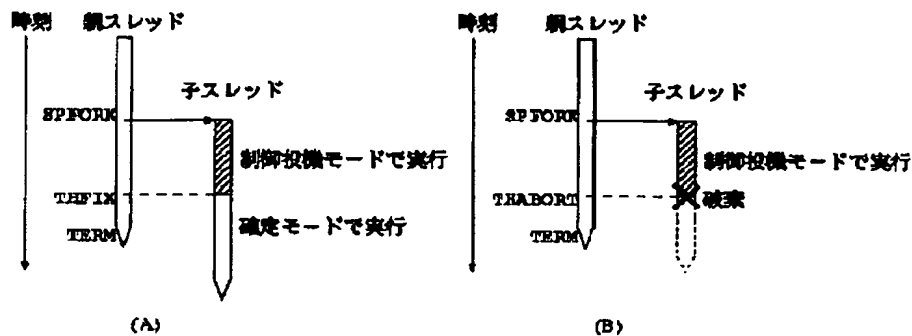 時刻 親スレッド
子スレッド
SPFORK
制御投機モードで実行
THFIX
確定モードで実行
TERM
(A)
時刻 親スレッド
子スレッド
SPFORK
制御投機モードで実行
THABORT
破棄
TERM
(B)